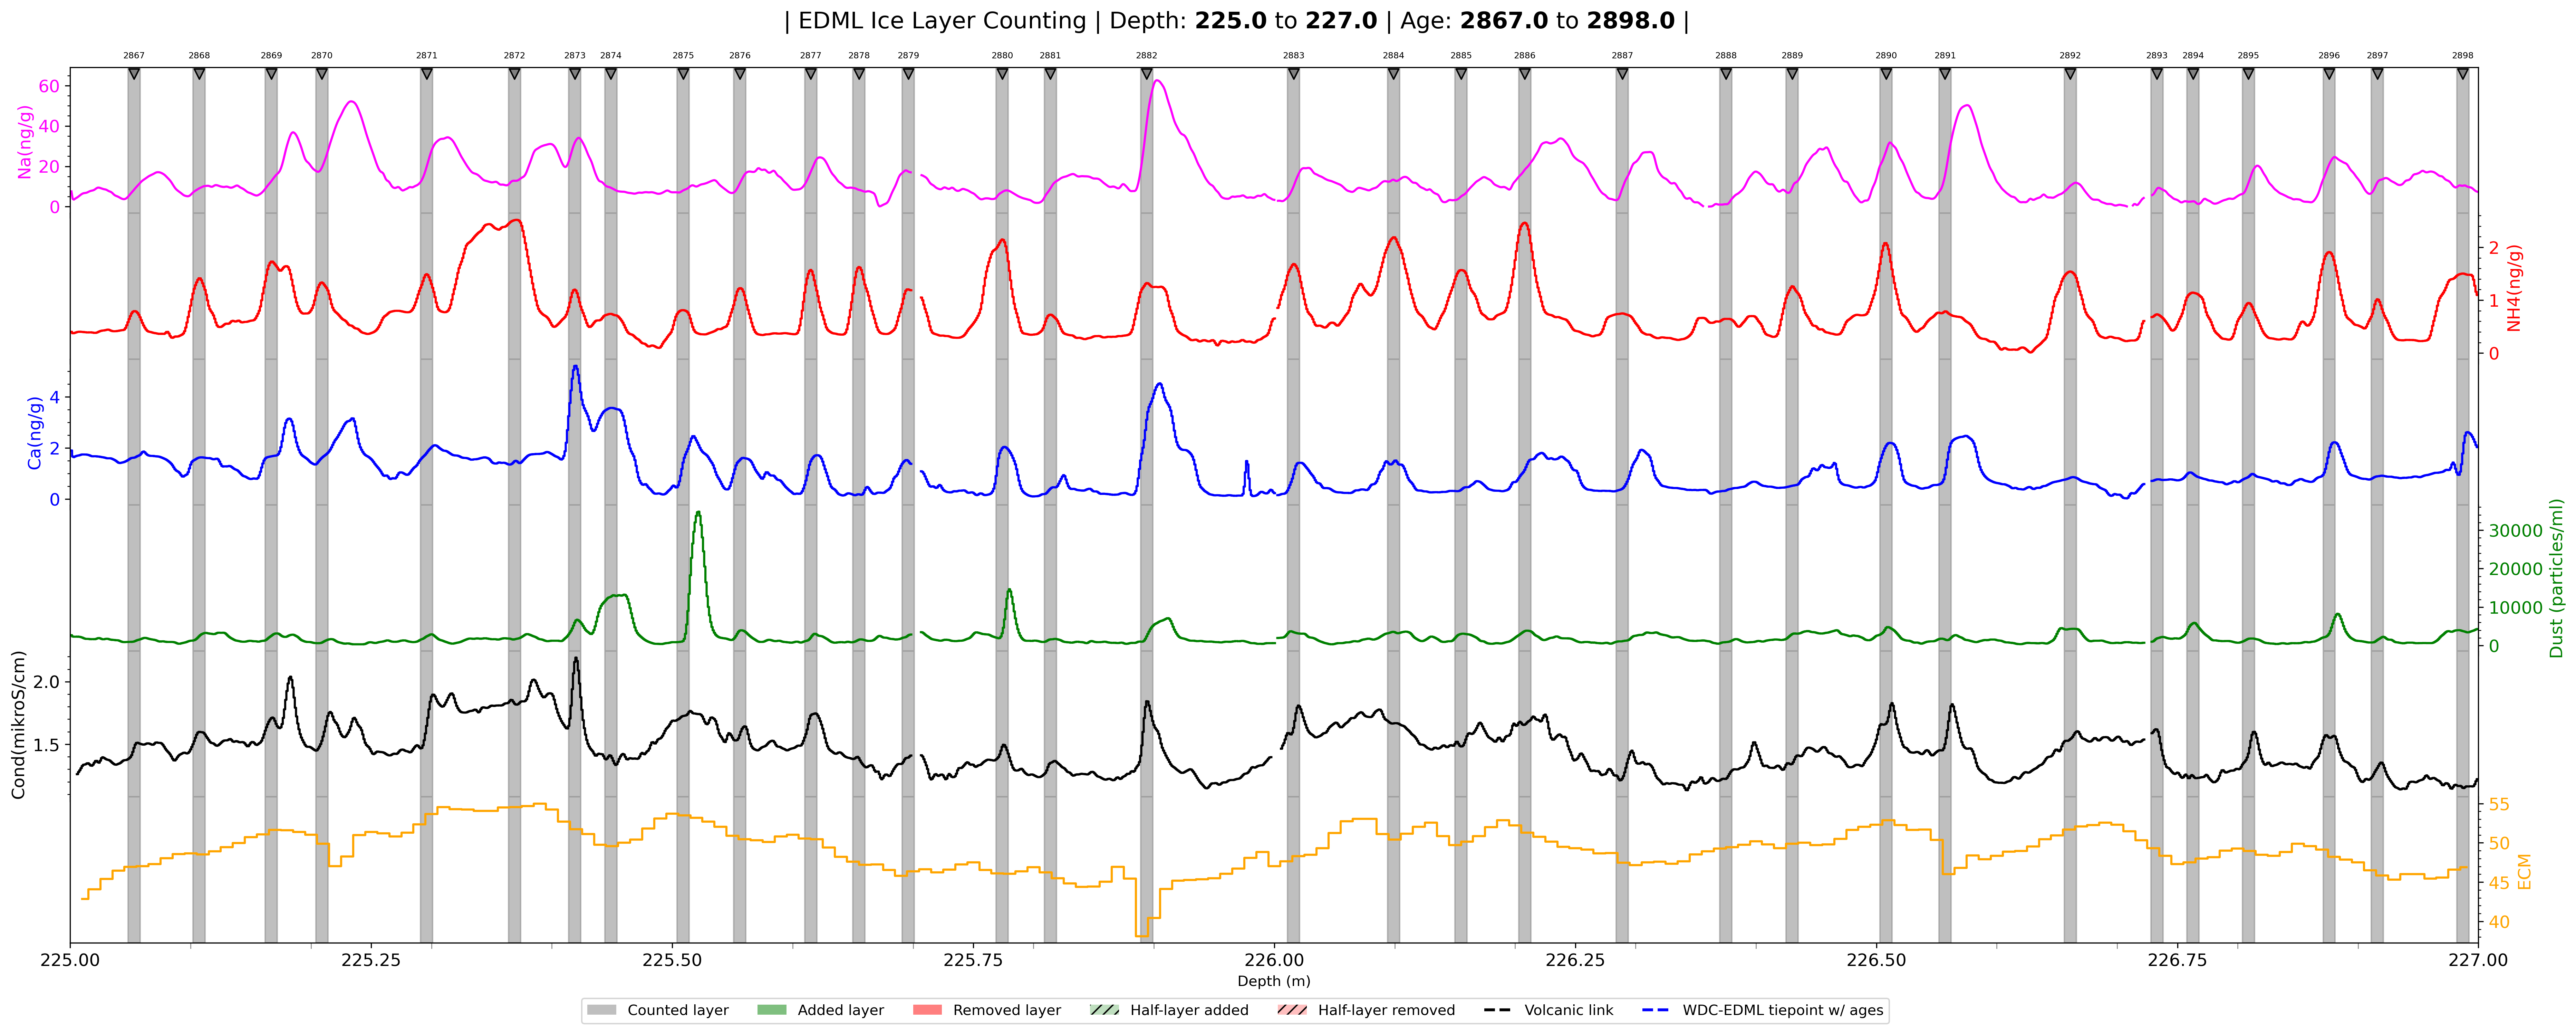 | EDML Ice Layer Counting | Depth: 225.0 to 227.0 | Age: 2867.0 to 2898.0 |
2867 2868 2869 2870 2871 2872 2873 2874 2875 2876 2877 2878 2879 2880 2881 2882 2883 2884 2885 2886 2887 2888 2889 2890 2891 2892 2893 2894 2895 2896 2897 2898
Na(ng/g)
60
40
20
0
NH4(ng/g)
2
1
0
Ca(ng/g)
4
2
0
Dust (particles/ml)
30000
20000
10000
0
Cond(mikroS/cm)
2.0
1.5
ECM
55
50
45
40
225.00 225.25 225.50 225.75 226.00 226.25 226.50 226.75 227.00
Depth (m)
Counted layer Added layer Removed layer Half-layer added Half-layer removed Volcanic link WDC-EDML tiepoint w/ ages